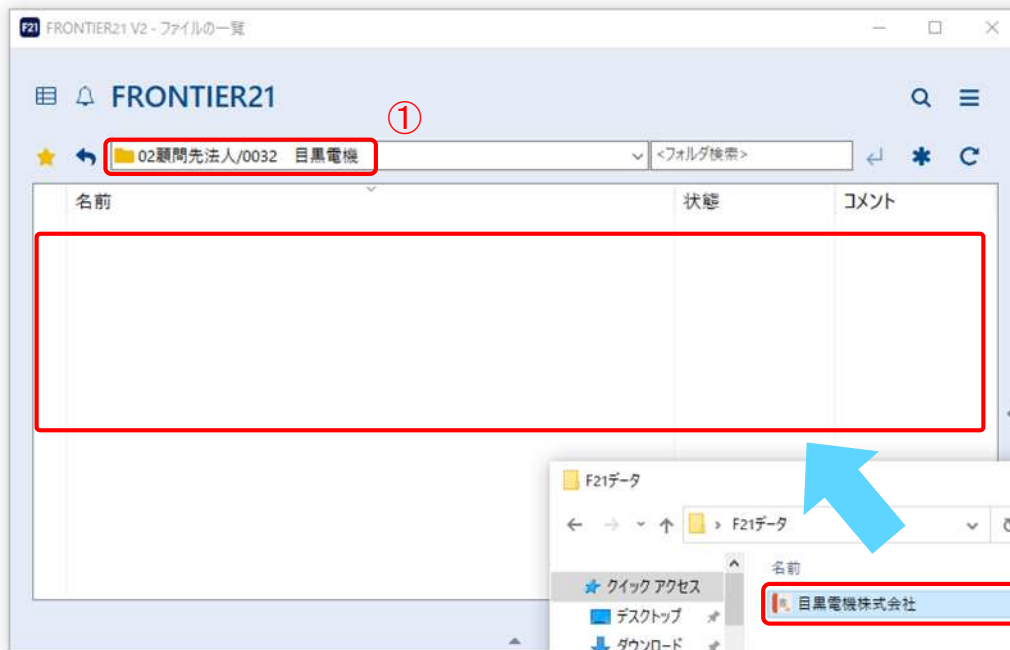 F21 FRONTIER21 V2 - ファイルの一覧
FRONTIER21
①
02顧問先法人/0032　目黒電機
<フォルダ検索>
名前
状態
コメント
F21データ
F21データ
名前
クイック アクセス
目黒電機株式会社
デスクトップ
ダウンロード